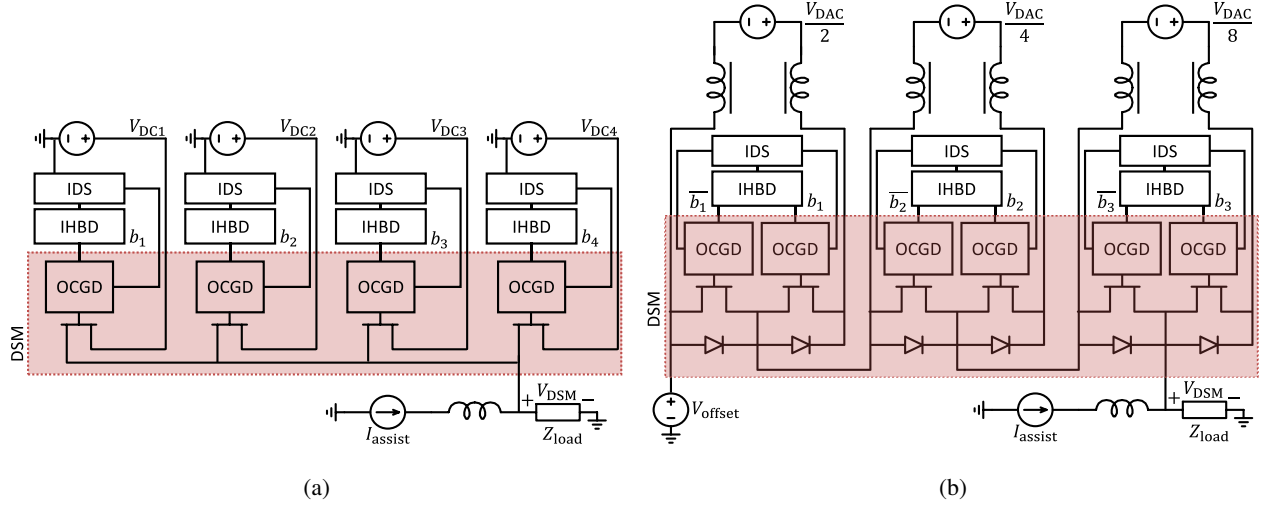 V_DC1 V_DC2 V_DC3 V_DC4
IDS IDS IDS IDS
IHBD IHBD IHBD IHBD
b_1 b_2 b_3 b_4
OCGD OCGD OCGD OCGD
DSM
+ V_DSM −
I_assist Z_load
(a)
V_DAC/2 V_DAC/4 V_DAC/8
IDS IDS IDS
IHBD IHBD IHBD
b̅_1 b_1 b̅_2 b_2 b̅_3 b_3
OCGD OCGD OCGD OCGD OCGD OCGD
DSM
+ V_DSM −
V_offset
I_assist Z_load
(b)